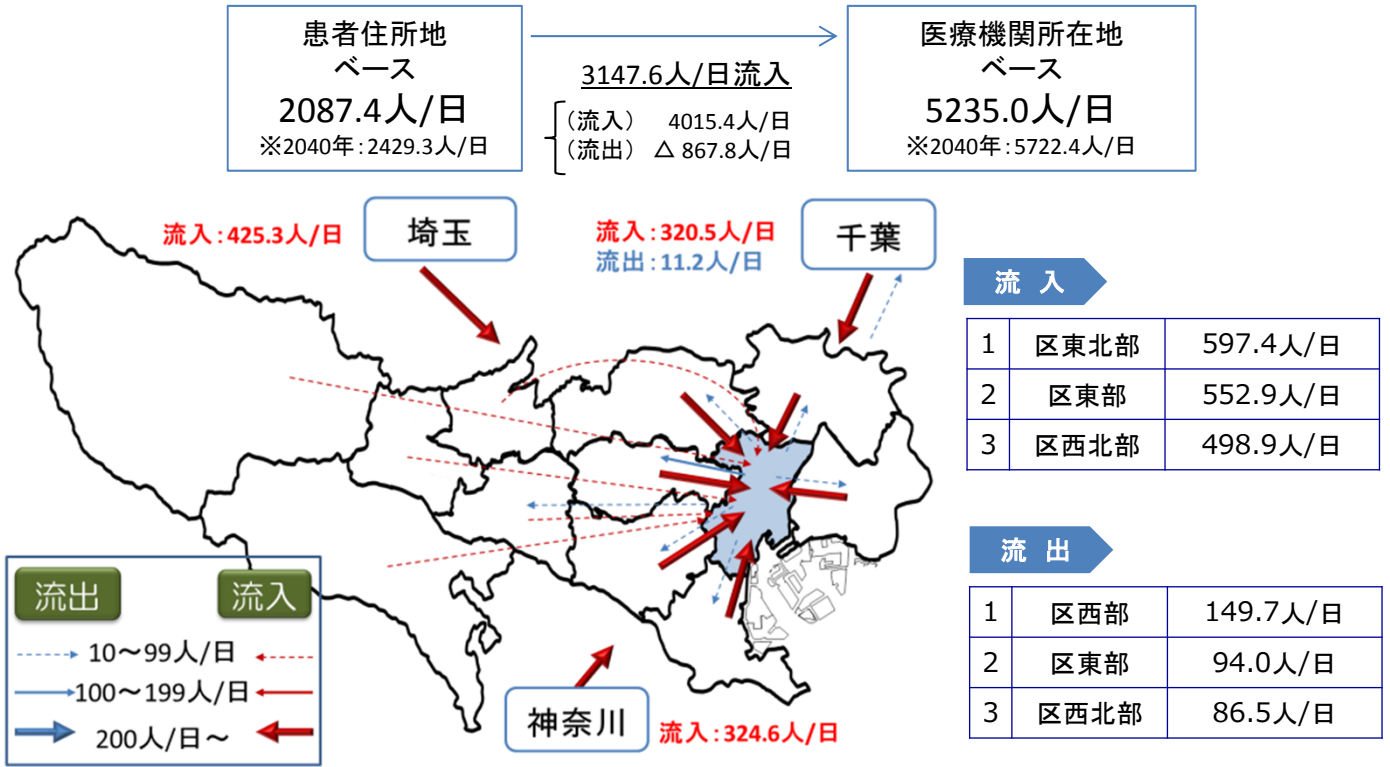 患者住所地
ベース
2087.4人/日
※2040年：2429.3人/日
3147.6人/日流入
（流入） 4015.4人/日
（流出） △ 867.8人/日
医療機関所在地
ベース
5235.0人/日
※2040年：5722.4人/日
流入：425.3人/日
埼玉
流入：320.5人/日
流出：11.2人/日
千葉
流 入
1 区東北部 597.4人/日
2 区東部 552.9人/日
3 区西北部 498.9人/日
流 出
1 区西部 149.7人/日
2 区東部 94.0人/日
3 区西北部 86.5人/日
流出 流入
10～99人/日
100～199人/日
200人/日～
神奈川
流入：324.6人/日